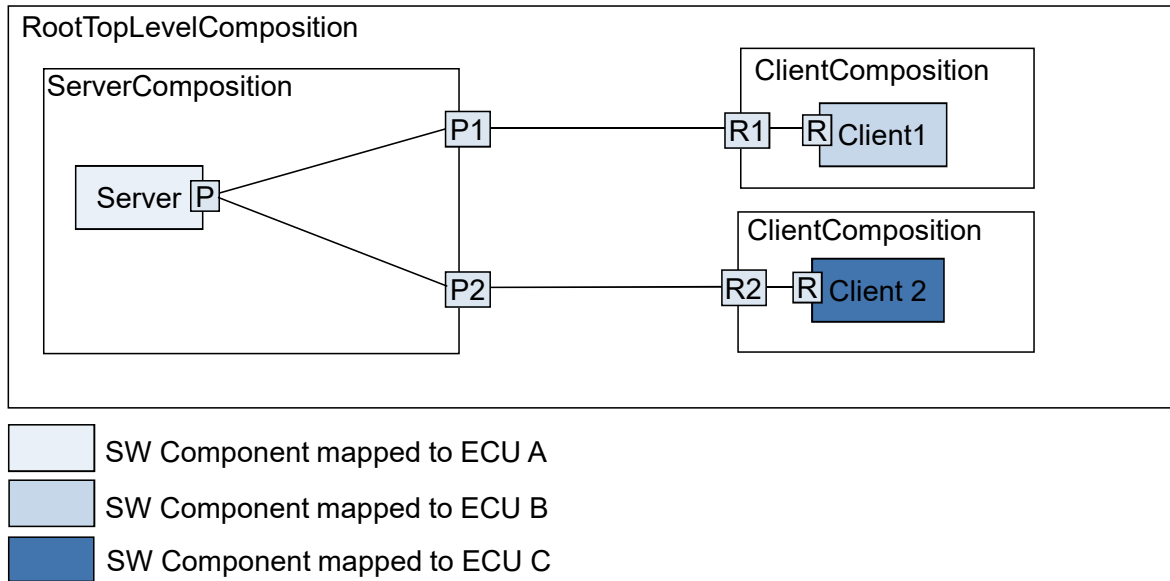 RootTopLevelComposition
ServerComposition
ClientComposition
P1
R1
R
Client1
Server
P
ClientComposition
P2
R2
R
Client 2
SW Component mapped to ECU A
SW Component mapped to ECU B
SW Component mapped to ECU C